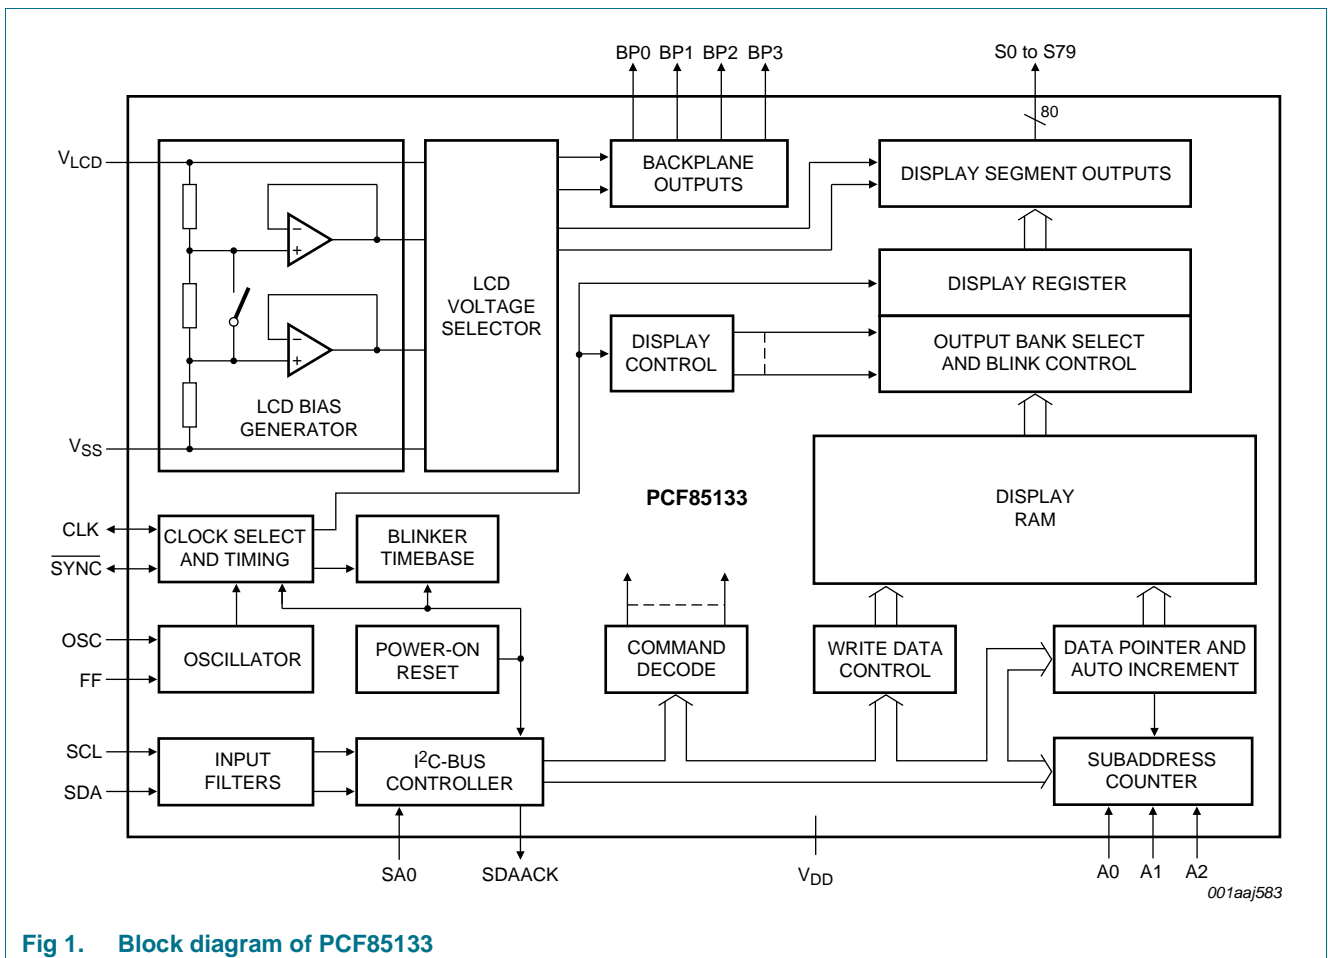 BP0 BP1 BP2 BP3
S0 to S79
80
VLCD
BACKPLANE
OUTPUTS
DISPLAY SEGMENT OUTPUTS
−
+
LCD
VOLTAGE
SELECTOR
DISPLAY REGISTER
−
+
DISPLAY
CONTROL
OUTPUT BANK SELECT
AND BLINK CONTROL
LCD BIAS
GENERATOR
VSS
PCF85133
DISPLAY
RAM
CLK
SYNC
CLOCK SELECT
AND TIMING
BLINKER
TIMEBASE
OSC
FF
OSCILLATOR
POWER-ON
RESET
COMMAND
DECODE
WRITE DATA
CONTROL
DATA POINTER AND
AUTO INCREMENT
SCL
SDA
INPUT
FILTERS
I2C-BUS
CONTROLLER
SUBADDRESS
COUNTER
SA0
SDAACK
VDD
A0 A1 A2
001aaj583
Fig 1. Block diagram of PCF85133